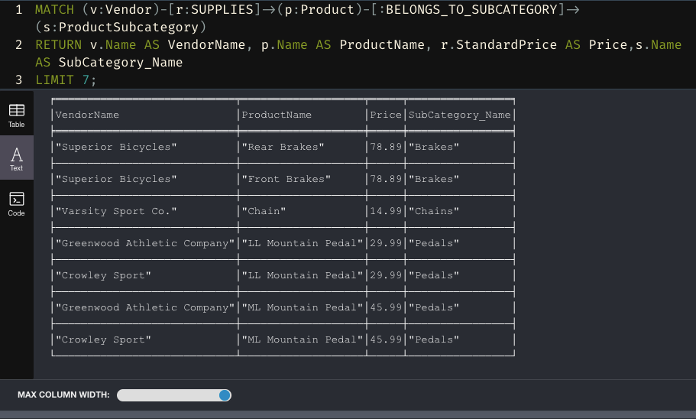 1 MATCH (v:Vendor)-[r:SUPPLIES]->(p:Product)-[:BELONGS_TO_SUBCATEGORY]->
(s:ProductSubcategory)
2 RETURN v.Name AS VendorName, p.Name AS ProductName, r.StandardPrice AS Price,s.Name
AS SubCategory_Name
3 LIMIT 7;
Table
Text
Code
VendorName ProductName Price SubCategory_Name
"Superior Bicycles" "Rear Brakes" 78.89 "Brakes"
"Superior Bicycles" "Front Brakes" 78.89 "Brakes"
"Varsity Sport Co." "Chain" 14.99 "Chains"
"Greenwood Athletic Company" "LL Mountain Pedal" 29.99 "Pedals"
"Crowley Sport" "LL Mountain Pedal" 29.99 "Pedals"
"Greenwood Athletic Company" "ML Mountain Pedal" 45.99 "Pedals"
"Crowley Sport" "ML Mountain Pedal" 45.99 "Pedals"
MAX COLUMN WIDTH: